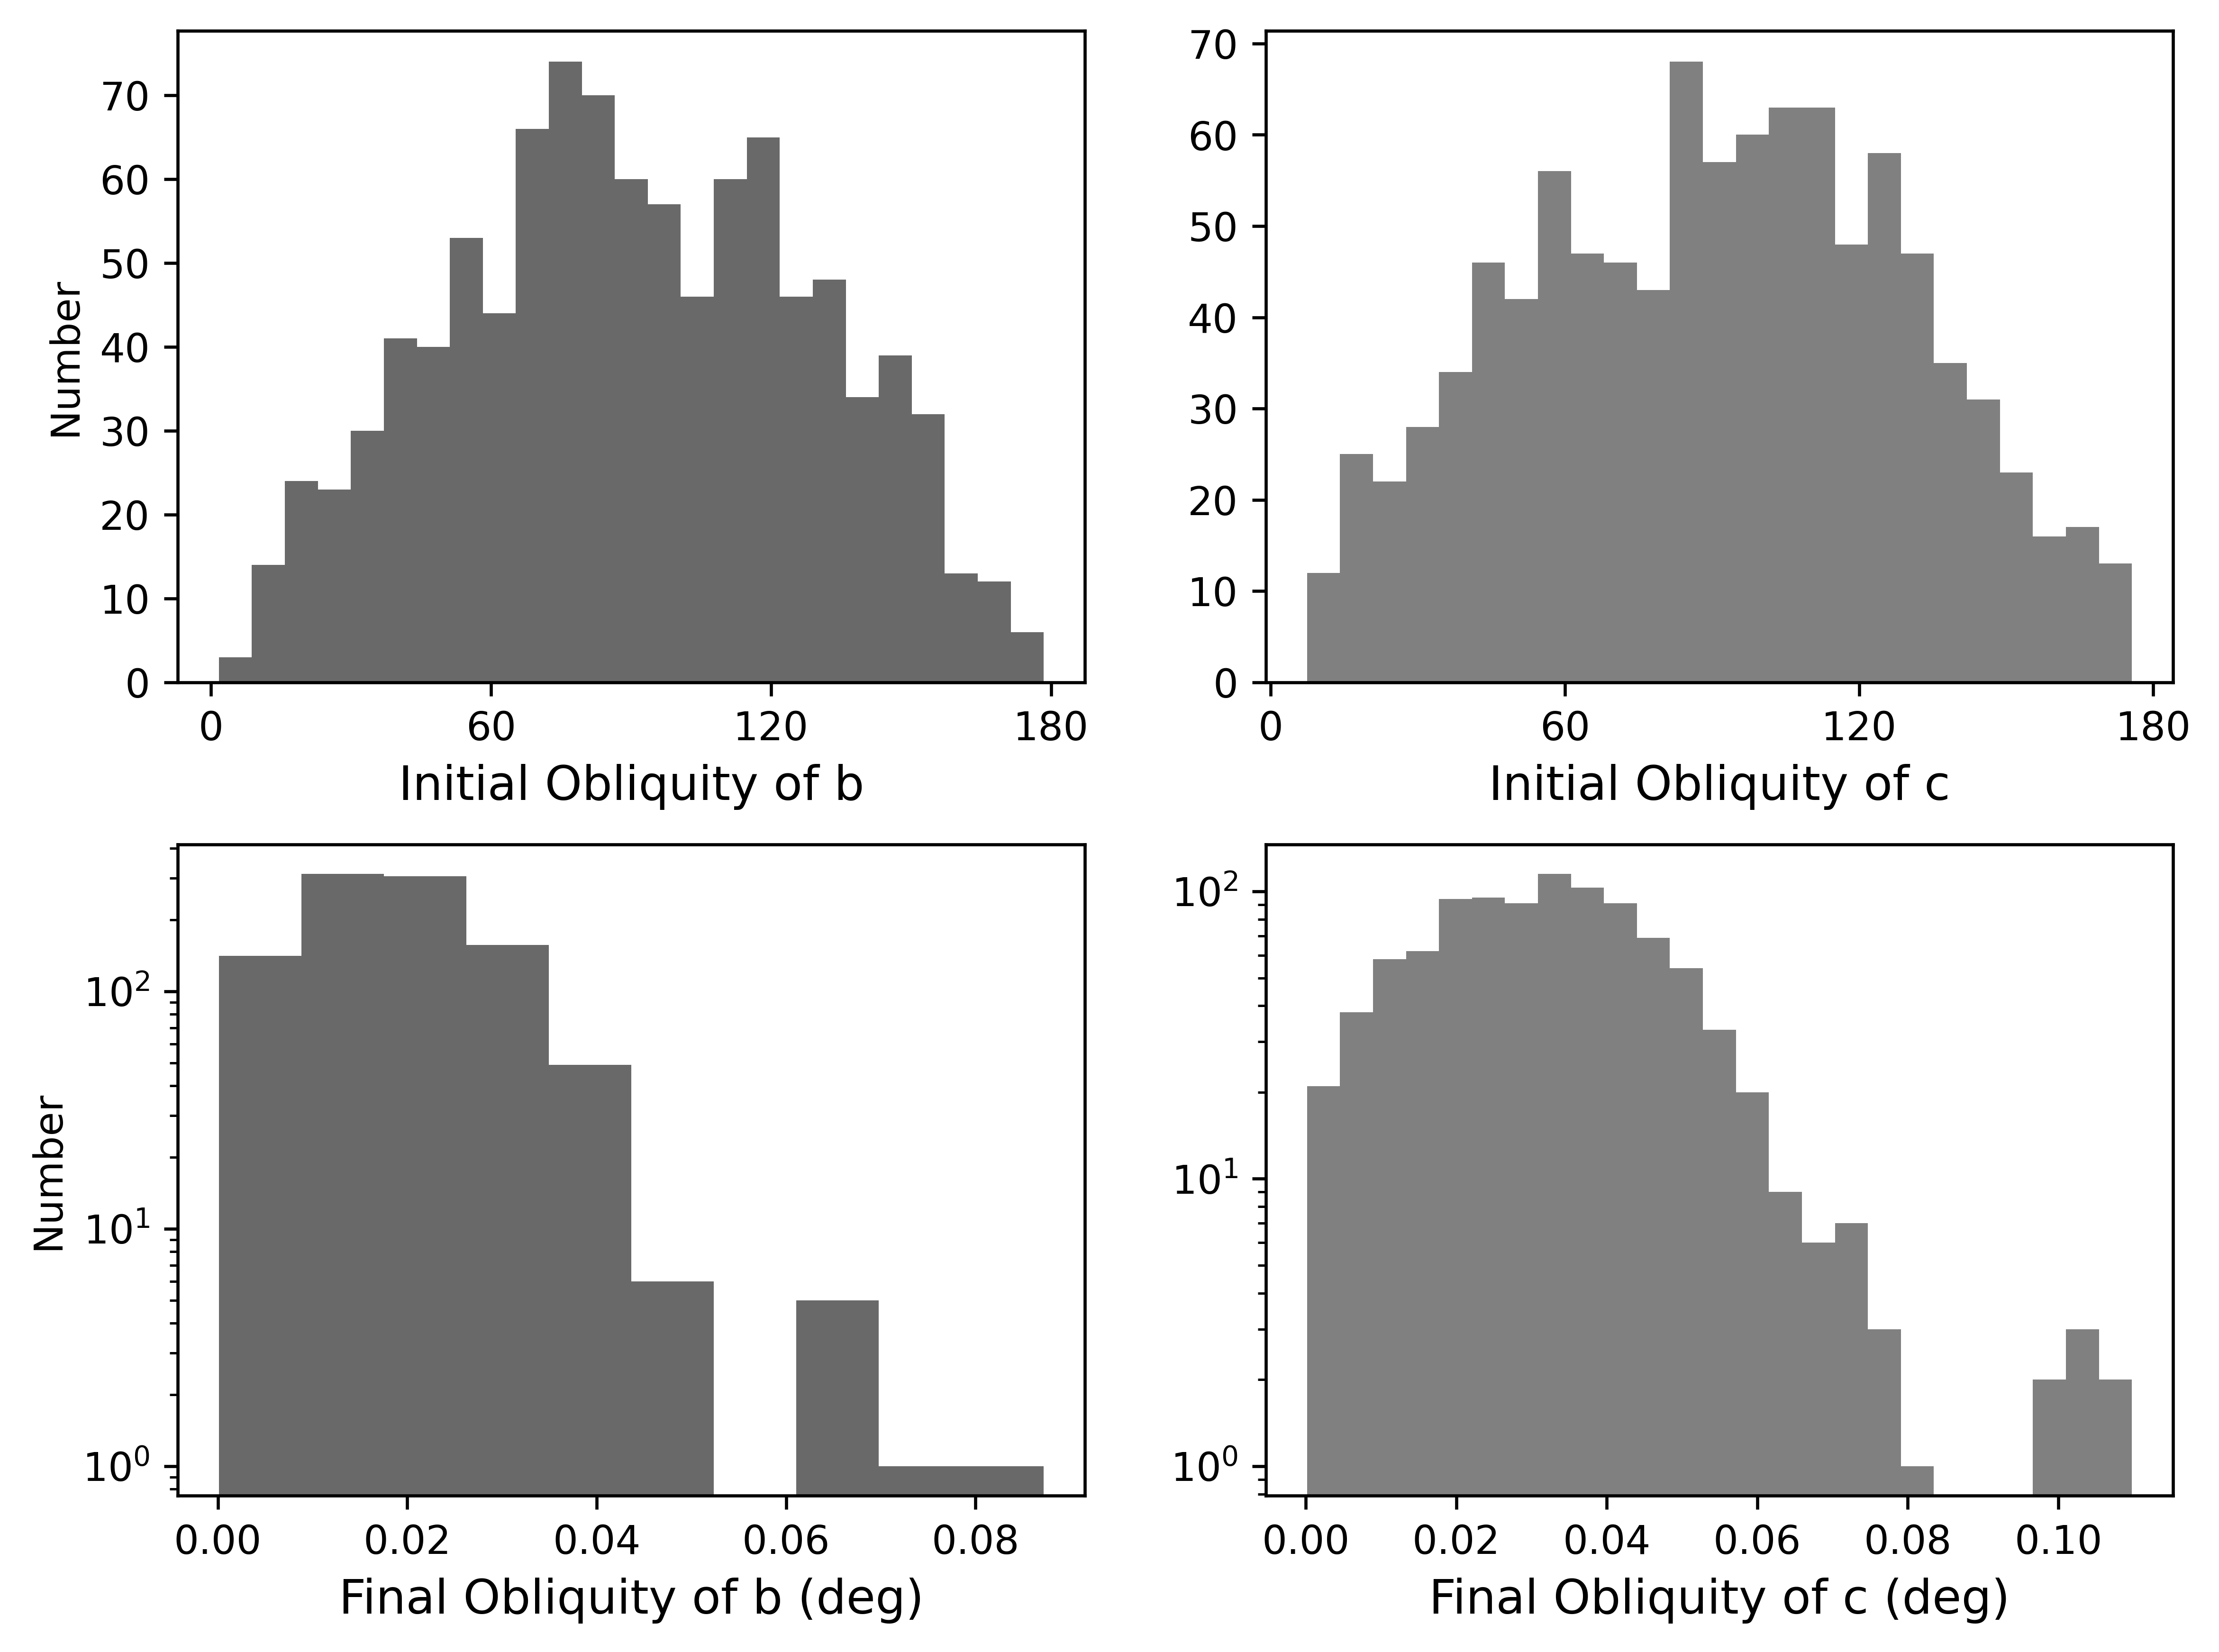 Number
70
60
50
40
30
20
10
0
0 60 120 180
Initial Obliquity of b
70
60
50
40
30
20
10
0
0 60 120 180
Initial Obliquity of c
Number
10²
10¹
10⁰
0.00 0.02 0.04 0.06 0.08
Final Obliquity of b (deg)
10²
10¹
10⁰
0.00 0.02 0.04 0.06 0.08 0.10
Final Obliquity of c (deg)